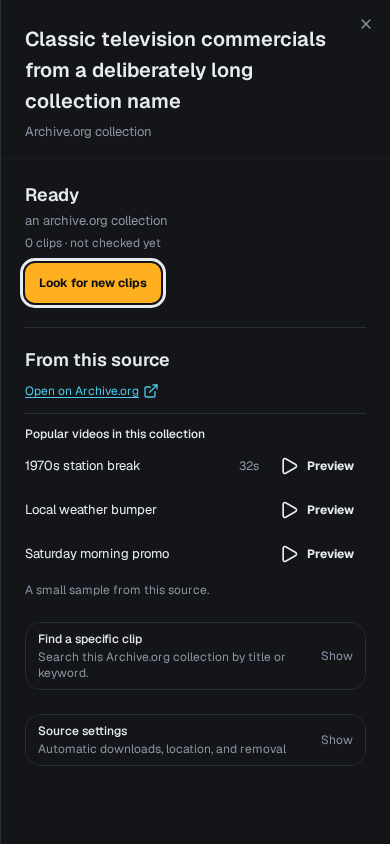 Classic television commercials
from a deliberately long
collection name
Archive.org collection
Ready
an archive.org collection
0 clips · not checked yet
Look for new clips
From this source
Open on Archive.org
Popular videos in this collection
1970s station break 32s Preview
Local weather bumper Preview
Saturday morning promo Preview
A small sample from this source.
Find a specific clip
Search this Archive.org collection by title or
keyword.
Show
Source settings
Automatic downloads, location, and removal
Show